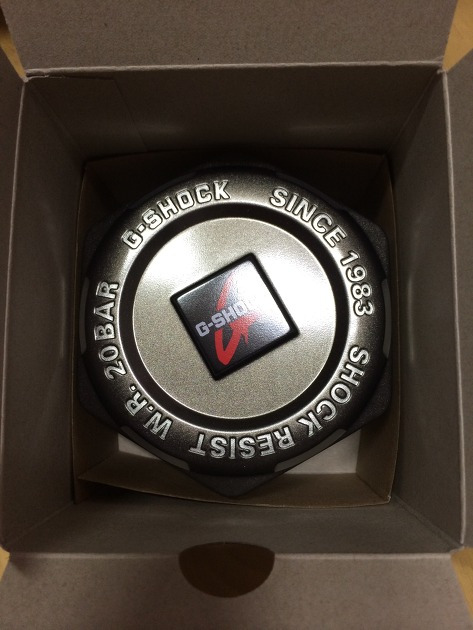 G-SHOCK
SINCE 1983
SHOCK RESIST
W.R. 20BAR
G-SHOCK